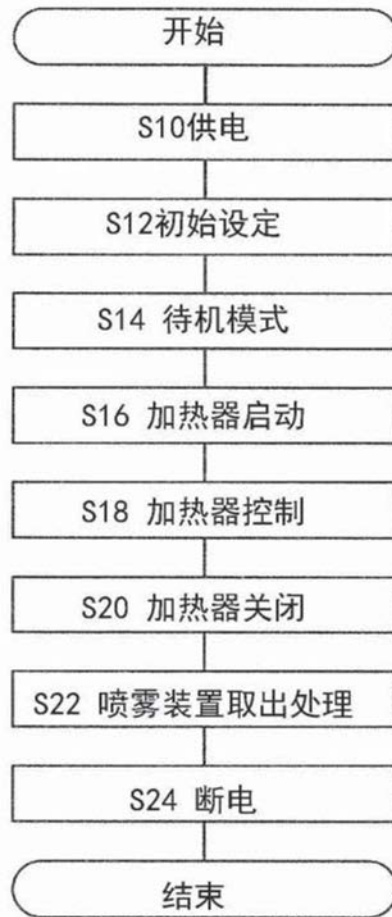 开始
S10供电
S12初始设定
S14 待机模式
S16 加热器启动
S18 加热器控制
S20 加热器关闭
S22 喷雾装置取出处理
S24 断电
结束